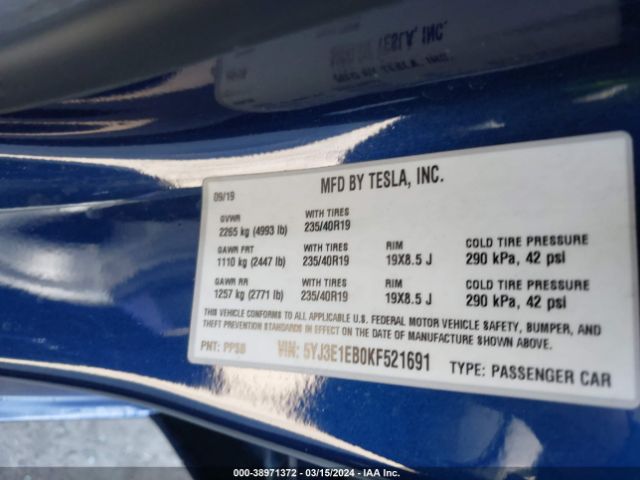 MFD BY TESLA, INC.
MFD BY TESLA, INC.
09/19
GVWR WITH TIRES
2265 kg (4993 lb) 235/40R19
GAWR FRT WITH TIRES RIM COLD TIRE PRESSURE
1110 kg (2447 lb) 235/40R19 19X8.5 J 290 kPa, 42 psi
GAWR RR WITH TIRES RIM COLD TIRE PRESSURE
1257 kg (2771 lb) 235/40R19 19X8.5 J 290 kPa, 42 psi
THIS VEHICLE CONFORMS TO ALL APPLICABLE U.S. FEDERAL MOTOR VEHICLE SAFETY, BUMPER, AND
THEFT PREVENTION STANDARDS IN EFFECT ON THE DATE OF MANUFACTURE SHOWN ABOVE.
PNT: PPSB VIN: 5YJ3E1EB0KF521691 TYPE: PASSENGER CAR
000-38971372 - 03/15/2024 - IAA Inc.